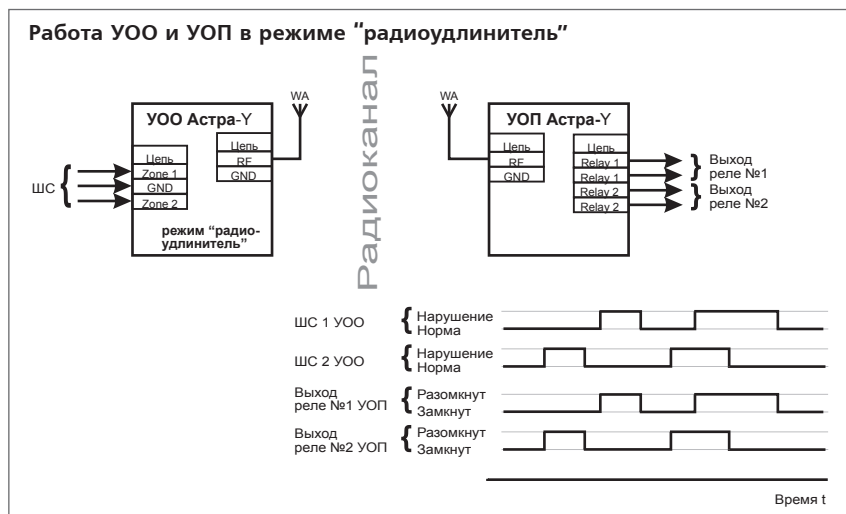 Работа УОО и УОП в режиме “радиоудлинитель”
Радиоканал
WA
УОО Астра-Y
Цепь
Zone 1
GND
Zone 2
Цепь
RF
GND
ШС {
режим “радио-
удлинитель”
WA
УОП Астра-Y
Цепь
RF
GND
Цепь
Relay 1
Relay 1
Relay 2
Relay 2
} Выход
реле №1
} Выход
реле №2
ШС 1 УОО { Нарушение
Норма
ШС 2 УОО { Нарушение
Норма
Выход
реле №1 УОП { Разомкнут
Замкнут
Выход
реле №2 УОП { Разомкнут
Замкнут
Время t